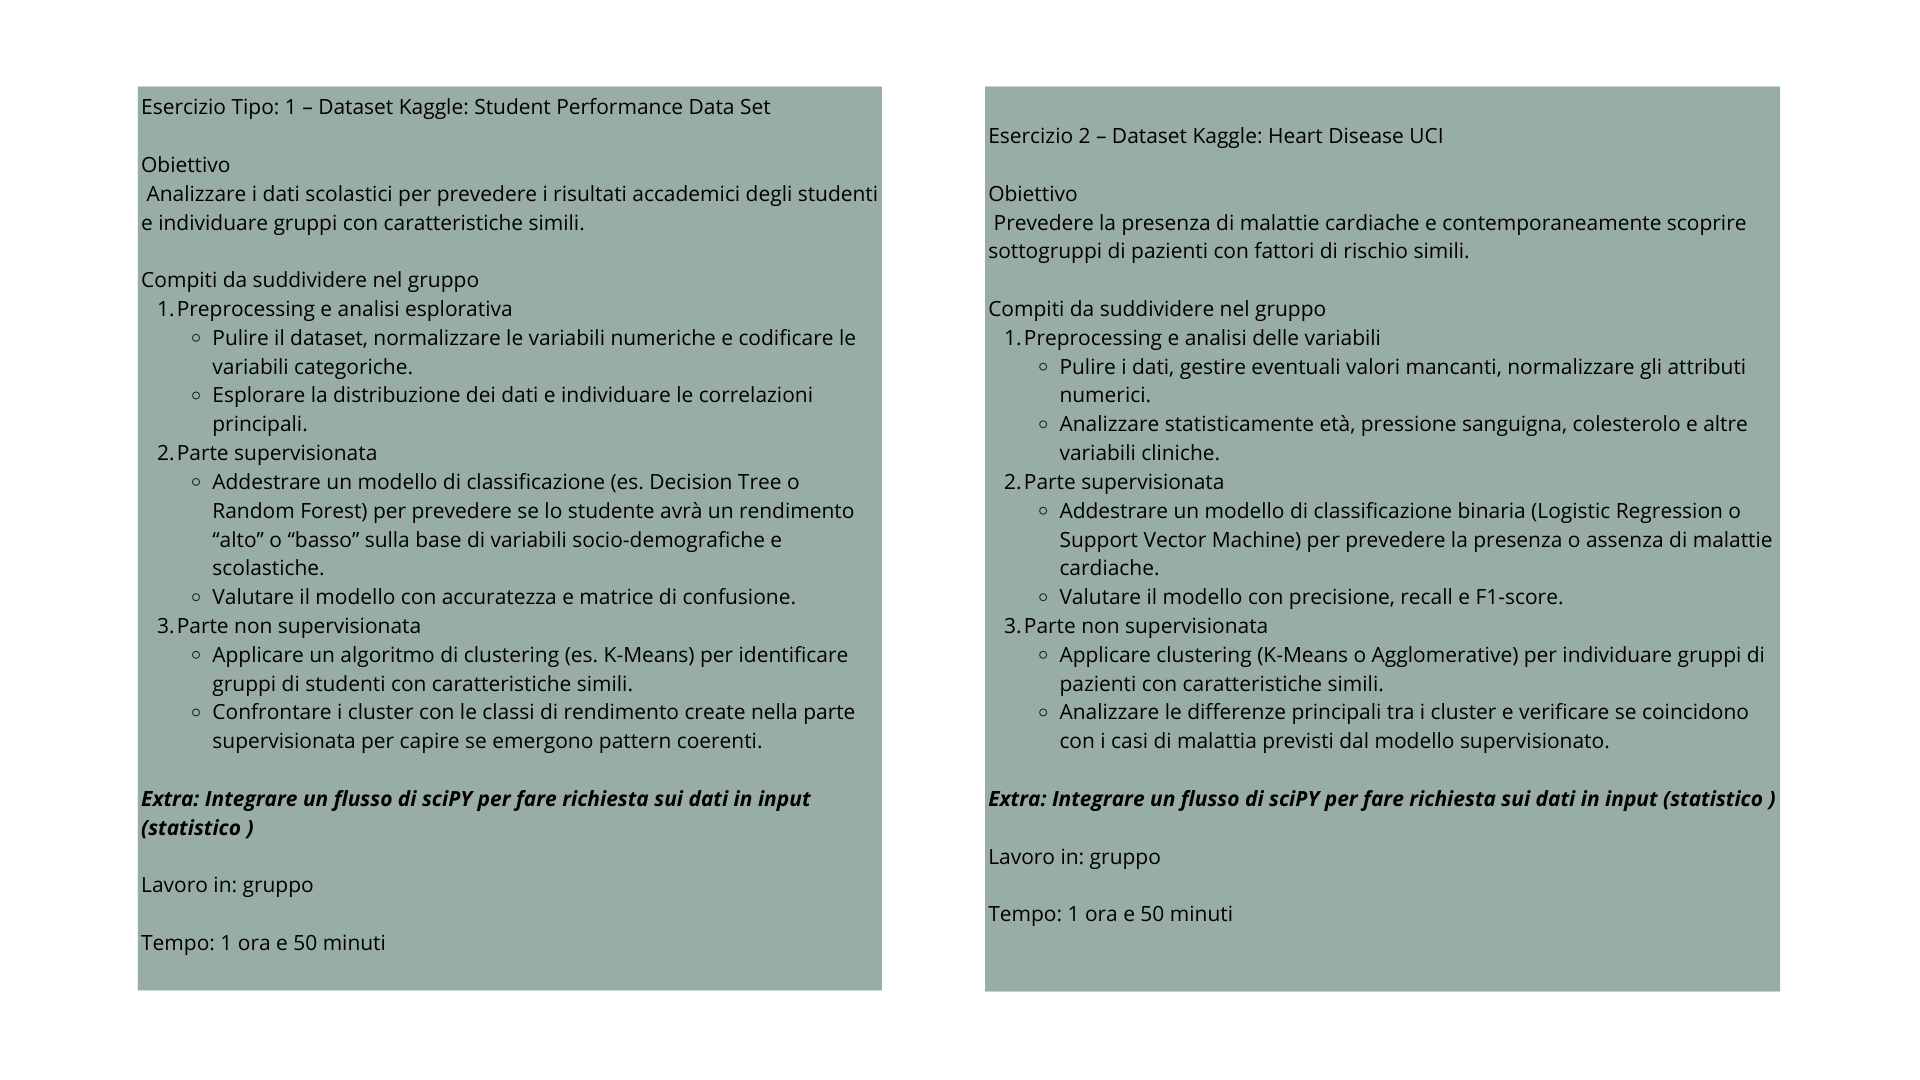 Esercizio Tipo: 1 – Dataset Kaggle: Student Performance Data Set
Obiettivo
Analizzare i dati scolastici per prevedere i risultati accademici degli studenti
e individuare gruppi con caratteristiche simili.
Compiti da suddividere nel gruppo
1. Preprocessing e analisi esplorativa
○ Pulire il dataset, normalizzare le variabili numeriche e codificare le
variabili categoriche.
○ Esplorare la distribuzione dei dati e individuare le correlazioni
principali.
2. Parte supervisionata
○ Addestrare un modello di classificazione (es. Decision Tree o
Random Forest) per prevedere se lo studente avrà un rendimento
“alto” o “basso” sulla base di variabili socio-demografiche e
scolastiche.
○ Valutare il modello con accuratezza e matrice di confusione.
3. Parte non supervisionata
○ Applicare un algoritmo di clustering (es. K-Means) per identificare
gruppi di studenti con caratteristiche simili.
○ Confrontare i cluster con le classi di rendimento create nella parte
supervisionata per capire se emergono pattern coerenti.
Extra: Integrare un flusso di sciPY per fare richiesta sui dati in input
(statistico )
Lavoro in: gruppo
Tempo: 1 ora e 50 minuti
Esercizio 2 – Dataset Kaggle: Heart Disease UCI
Obiettivo
Prevedere la presenza di malattie cardiache e contemporaneamente scoprire
sottogruppi di pazienti con fattori di rischio simili.
Compiti da suddividere nel gruppo
1. Preprocessing e analisi delle variabili
○ Pulire i dati, gestire eventuali valori mancanti, normalizzare gli attributi
numerici.
○ Analizzare statisticamente età, pressione sanguigna, colesterolo e altre
variabili cliniche.
2. Parte supervisionata
○ Addestrare un modello di classificazione binaria (Logistic Regression o
Support Vector Machine) per prevedere la presenza o assenza di malattie
cardiache.
○ Valutare il modello con precisione, recall e F1-score.
3. Parte non supervisionata
○ Applicare clustering (K-Means o Agglomerative) per individuare gruppi di
pazienti con caratteristiche simili.
○ Analizzare le differenze principali tra i cluster e verificare se coincidono
con i casi di malattia previsti dal modello supervisionato.
Extra: Integrare un flusso di sciPY per fare richiesta sui dati in input (statistico )
Lavoro in: gruppo
Tempo: 1 ora e 50 minuti